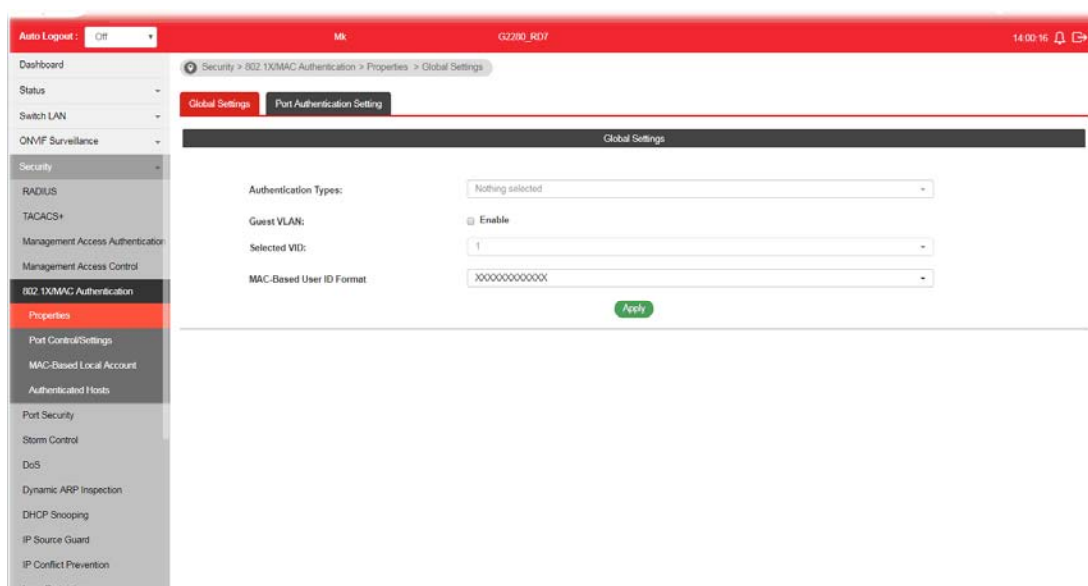 Auto Logout : Off Mk G2280_RD7 14:00:16
Dashboard
Status
Switch LAN
ONVIF Surveillance
Security
RADIUS
TACACS+
Management Access Authentication
Management Access Control
802.1X/MAC Authentication
Properties
Port Control/Settings
MAC-Based Local Account
Authenticated Hosts
Port Security
Storm Control
DoS
Dynamic ARP Inspection
DHCP Snooping
IP Source Guard
IP Conflict Prevention
Security > 802.1X/MAC Authentication > Properties > Global Settings
Global Settings Port Authentication Setting
Global Settings
Authentication Types: Nothing selected
Guest VLAN: Enable
Selected VID: 1
MAC-Based User ID Format XXXXXXXXXXXX
Apply